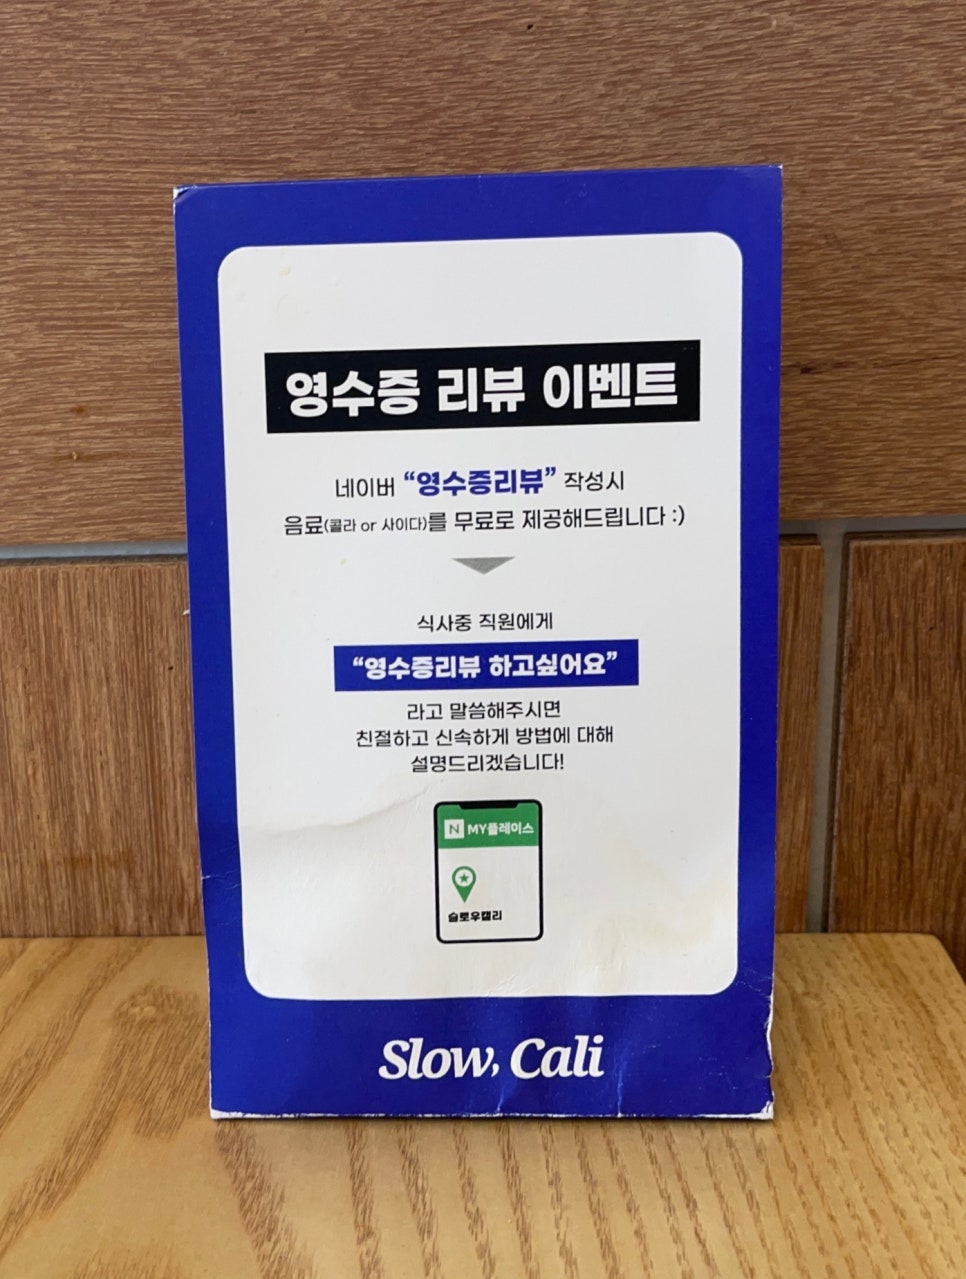 영수증 리뷰 이벤트
네이버 “영수증리뷰” 작성시
음료(콜라 or 사이다)를 무료로 제공해드립니다 :)
식사중 직원에게
“영수증리뷰 하고싶어요”
라고 말씀해주시면
친절하고 신속하게 방법에 대해
설명드리겠습니다!
N MY플레이스
슬로우캘리
Slow, Cali